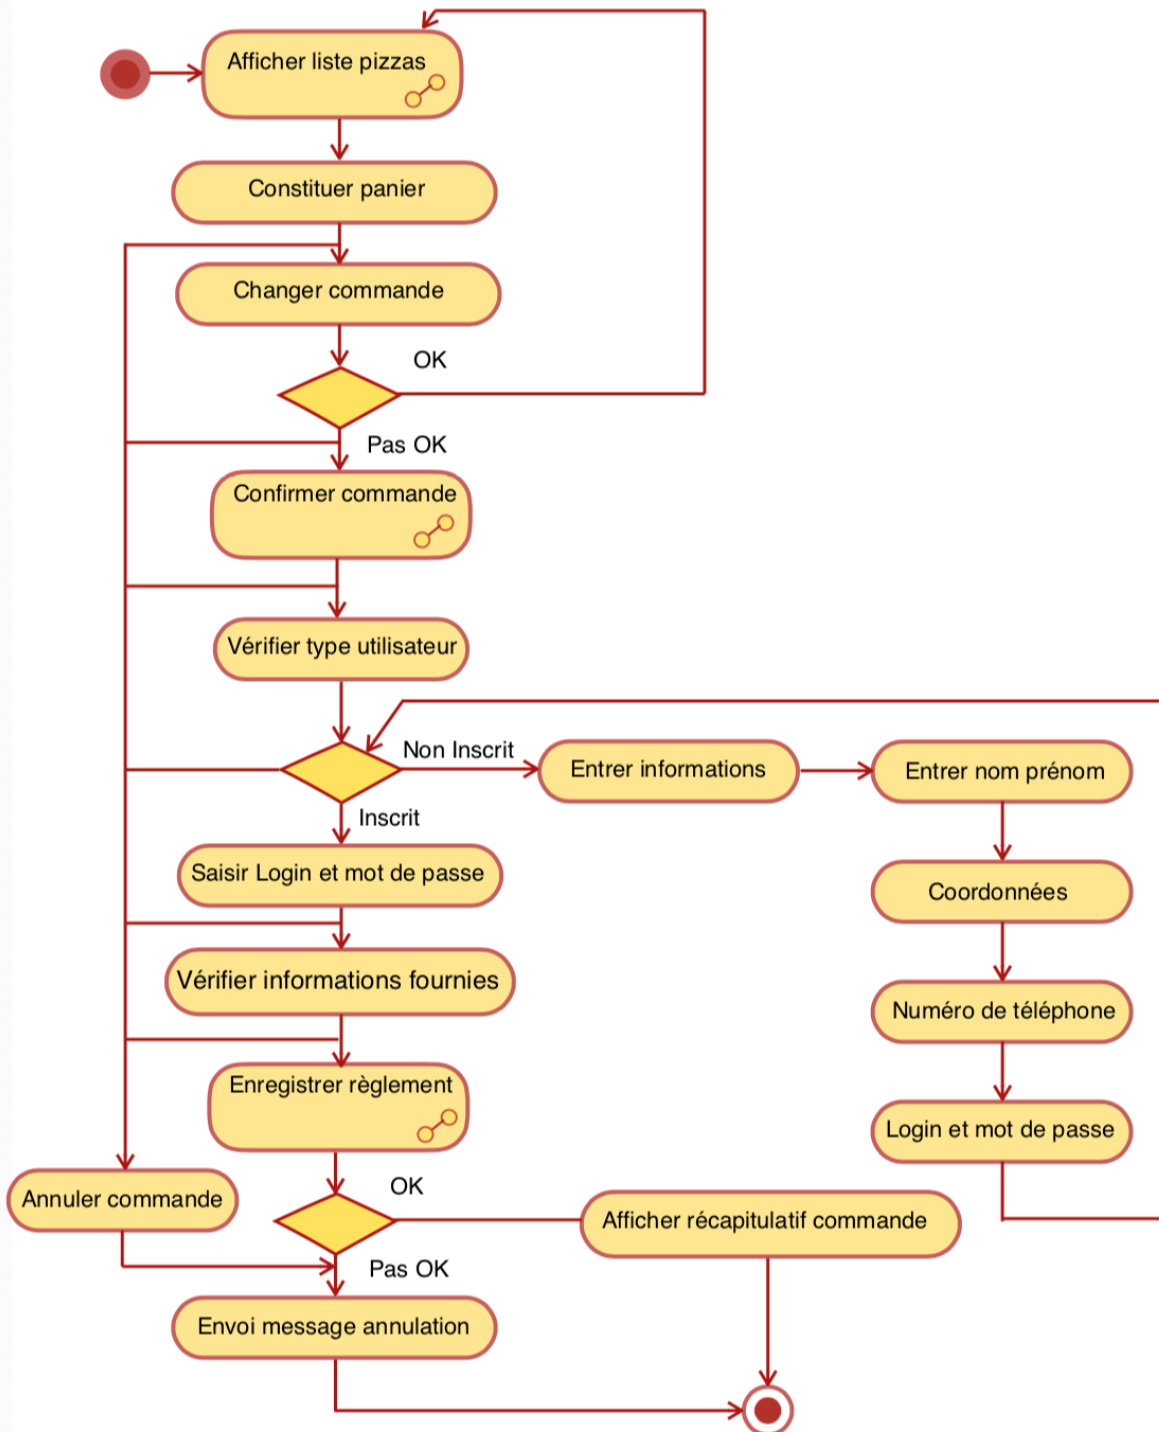 Afficher liste pizzas
Constituer panier
Changer commande
OK
Pas OK
Confirmer commande
Vérifier type utilisateur
Non Inscrit
Entrer informations
Entrer nom prénom
Inscrit
Saisir Login et mot de passe
Coordonnées
Vérifier informations fournies
Numéro de téléphone
Enregistrer règlement
Login et mot de passe
OK
Annuler commande
Afficher récapitulatif commande
Pas OK
Envoi message annulation